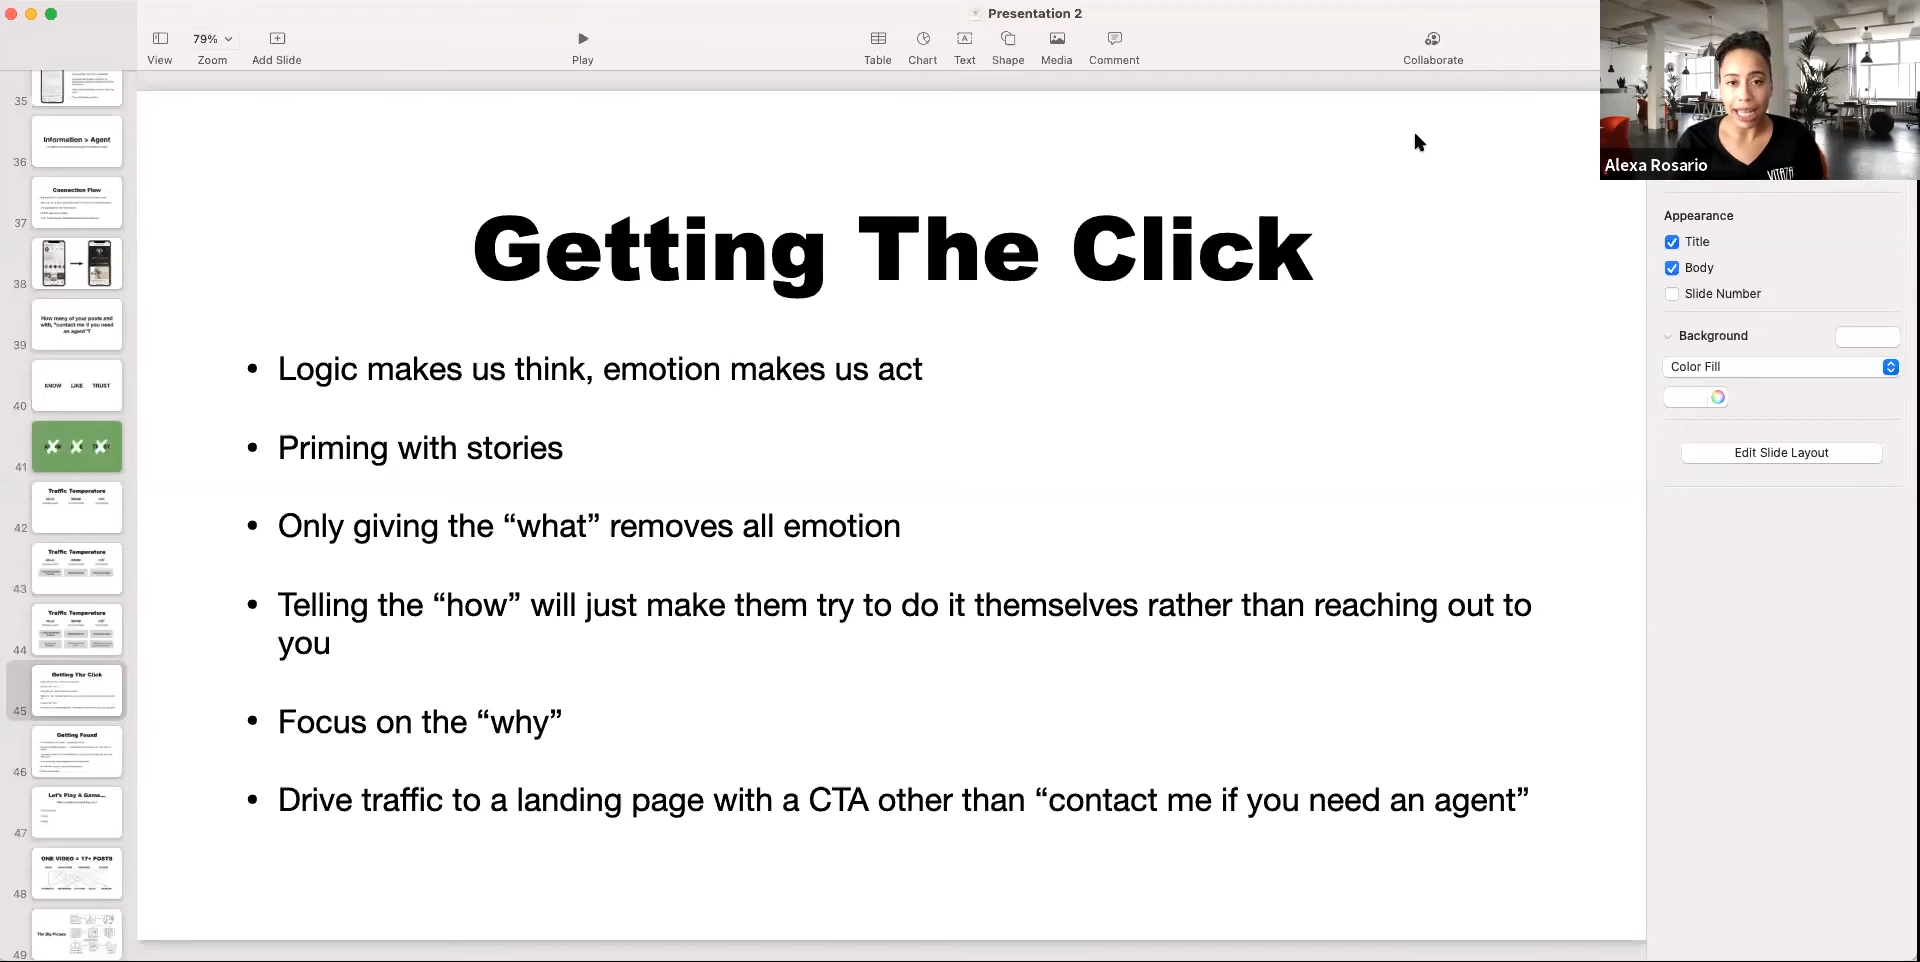 Presentation 2
79%
View
Zoom
Add Slide
Play
Table
Chart
Text
Shape
Media
Comment
Collaborate
35
Information > Agent
36
Connection Flow
37
38
How many of your posts end
with, "contact me if you need
an agent"?
39
KNOW LIKE TRUST
40
41
Traffic Temperature
42
Traffic Temperature
43
Traffic Temperature
44
Getting The Click
45
Getting Found
46
Let's Play A Game...
47
ONE VIDEO = 17+ POSTS
48
The Big Picture
49
Getting The Click
• Logic makes us think, emotion makes us act
• Priming with stories
• Only giving the “what” removes all emotion
• Telling the “how” will just make them try to do it themselves rather than reaching out to
you
• Focus on the “why”
• Drive traffic to a landing page with a CTA other than “contact me if you need an agent”
Alexa Rosario
Appearance
Title
Body
Slide Number
Background
Color Fill
Edit Slide Layout